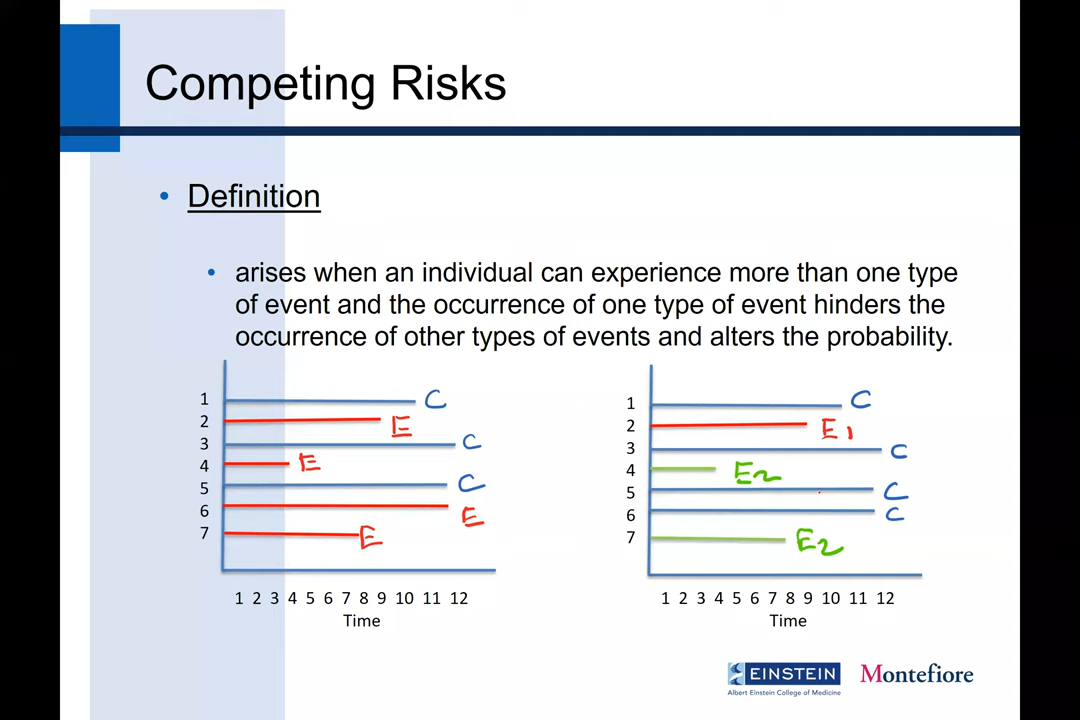 Competing Risks
• Definition
• arises when an individual can experience more than one type
of event and the occurrence of one type of event hinders the
occurrence of other types of events and alters the probability.
1 C
2 E
3 C
4 E
5 C
6 E
7 E
1 2 3 4 5 6 7 8 9 10 11 12
Time
1 C
2 E1
3 C
4 E2
5 C
6 C
7 E2
1 2 3 4 5 6 7 8 9 10 11 12
Time
EINSTEIN
Albert Einstein College of Medicine
Montefiore